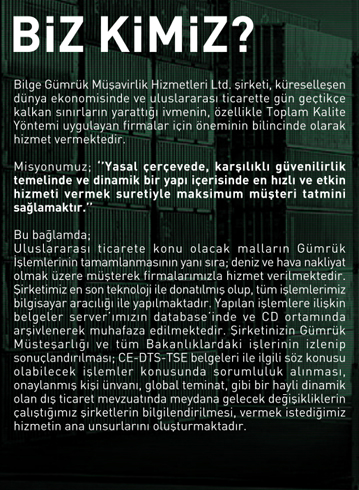 BiZ KiMiZ?
Bilge Gümrük Müşavirlik Hizmetleri Ltd. şirketi, küreselleşen
dünya ekonomisinde ve uluslararası ticarette gün geçtikçe
kalkan sınırların yarattığı ivmenin, özellikle Toplam Kalite
Yöntemi uygulayan firmalar için öneminin bilincinde olarak
hizmet vermektedir.
Misyonumuz; ‘’Yasal çerçevede, karşılıklı güvenilirlik
temelinde ve dinamik bir yapı içerisinde en hızlı ve etkin
hizmeti vermek suretiyle maksimum müşteri tatmini
sağlamaktır.’’
Bu bağlamda;
Uluslararası ticarete konu olacak malların Gümrük
İşlemlerinin tamamlanmasının yanı sıra; deniz ve hava nakliyat
olmak üzere müşterek firmalarımızla hizmet verilmektedir.
Şirketimiz en son teknoloji ile donatılmış olup, tüm işlemlerimiz
bilgisayar aracılığı ile yapılmaktadır. Yapılan işlemlere ilişkin
belgeler server’ımızın database’inde ve CD ortamında
arşivlenerek muhafaza edilmektedir. Şirketinizin Gümrük
Müsteşarlığı ve tüm Bakanlıklardaki işlerinin izlenip
sonuçlandırılması; CE-DTS-TSE belgeleri ile ilgili söz konusu
olabilecek işlemler konusunda sorumluluk alınması,
onaylanmış kişi ünvanı, global teminat, gibi bir hayli dinamik
olan dış ticaret mevzuatında meydana gelecek değişikliklerin
çalıştığımız şirketlerin bilgilendirilmesi, vermek istediğimiz
hizmetin ana unsurlarını oluşturmaktadır.